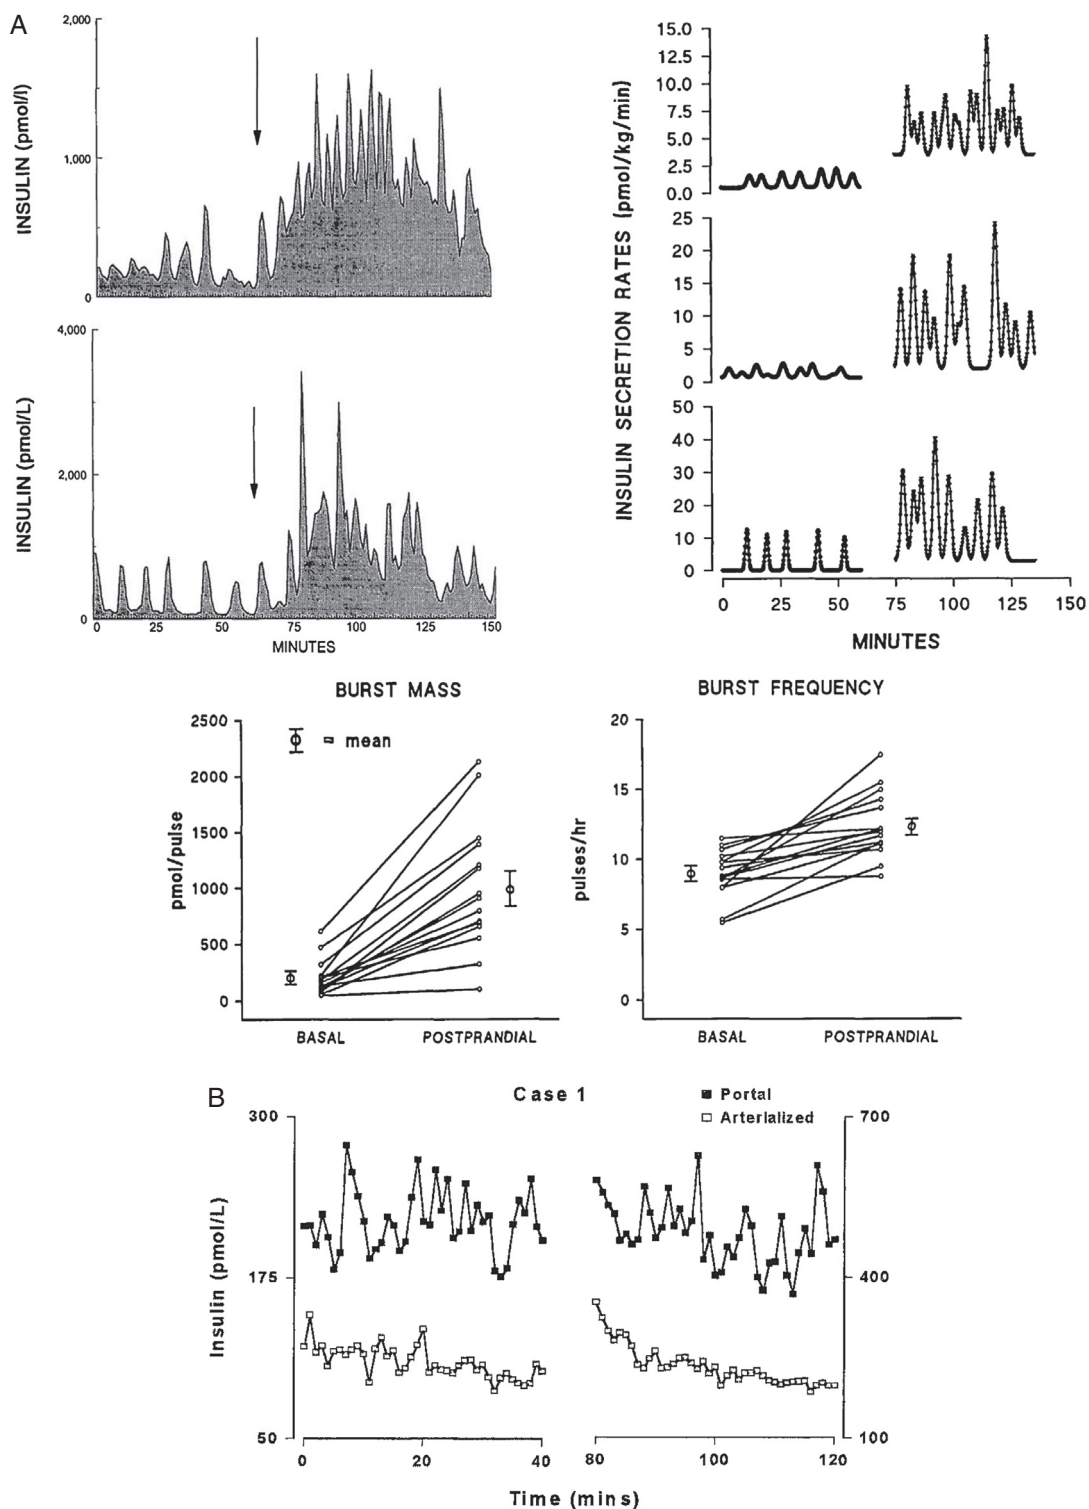 A
INSULIN (pmol/l)
2,000
1,000
0
INSULIN (pmol/L)
4,000
2,000
0
0 25 50 75 100 125 150
MINUTES
INSULIN SECRETION RATES (pmol/kg/min)
15.0
12.5
10.0
7.5
5.0
2.5
0.0
25
20
15
10
5
0
50
40
30
20
10
0
0 25 50 75 100 125 150
MINUTES
BURST MASS
pmol/pulse
2500
2000
1500
1000
500
0
= mean
BASAL POSTPRANDIAL
BURST FREQUENCY
pulses/hr
20
15
10
5
0
BASAL POSTPRANDIAL
B
Case 1
Portal
Arterialized
Insulin (pmol/L)
300
175
50
700
400
100
0 20 40 80 100 120
Time (mins)